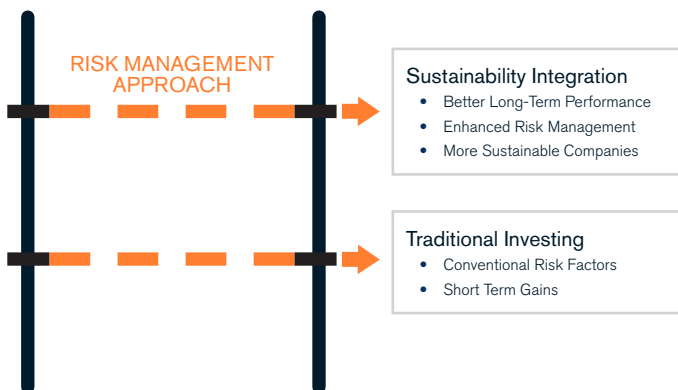 RISK MANAGEMENT
APPROACH
Sustainability Integration
• Better Long-Term Performance
• Enhanced Risk Management
• More Sustainable Companies
Traditional Investing
• Conventional Risk Factors
• Short Term Gains